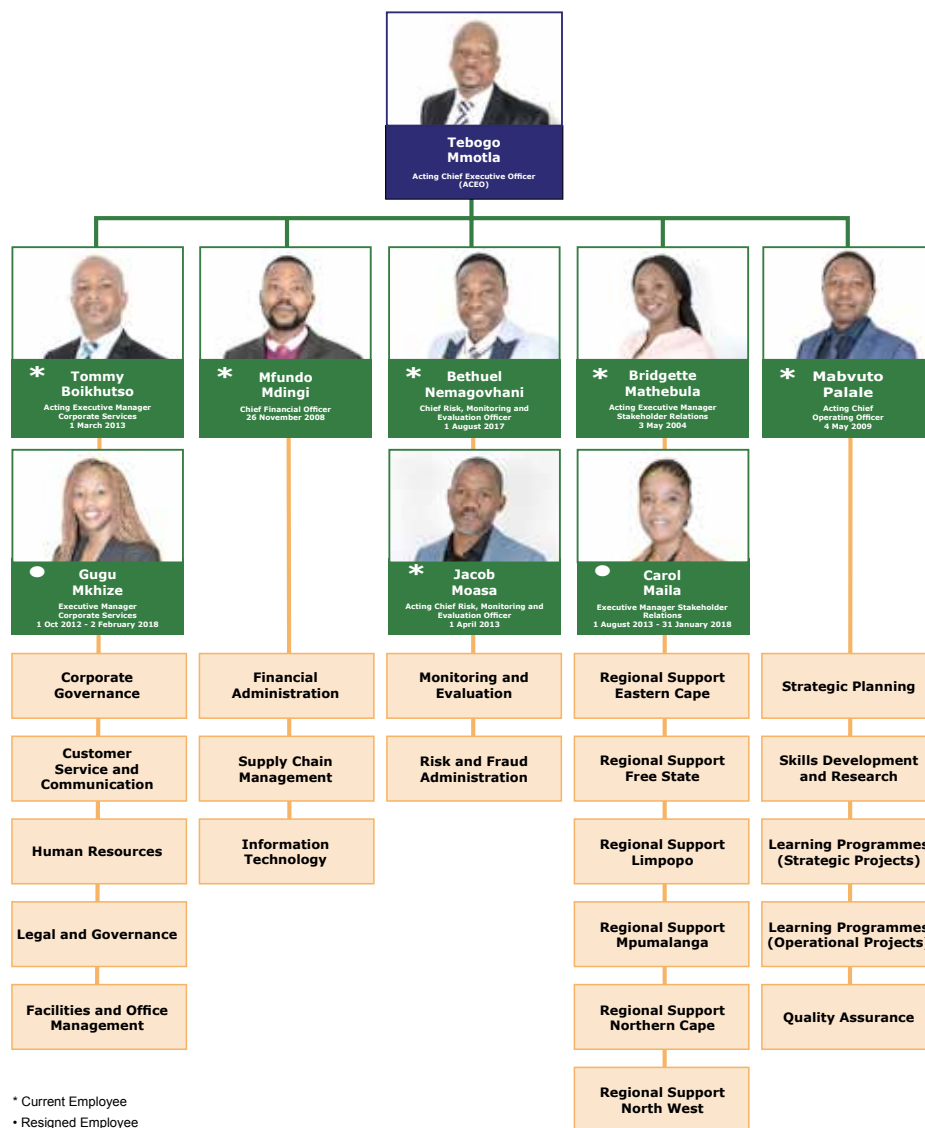 Tebogo
Mmotla
Acting Chief Executive Officer
(ACEO)
* Tommy
Boikhutso
Acting Executive Manager
Corporate Services
1 March 2013
* Mfundo
Mdingi
Chief Financial Officer
26 November 2008
* Bethuel
Nemagovhani
Chief Risk, Monitoring and
Evaluation Officer
1 August 2017
* Bridgette
Mathebula
Acting Executive Manager
Stakeholder Relations
3 May 2004
* Mabvuto
Palale
Acting Chief
Operating Officer
4 May 2009
• Gugu
Mkhize
Executive Manager
Corporate Services
1 Oct 2012 - 2 February 2018
* Jacob
Moasa
Acting Chief Risk, Monitoring and
Evaluation Officer
1 April 2013
• Carol
Maila
Executive Manager Stakeholder
Relations
1 August 2013 - 31 January 2018
Corporate
Governance
Customer
Service and
Communication
Human Resources
Legal and Governance
Facilities and Office
Management
Financial
Administration
Supply Chain
Management
Information
Technology
Monitoring and
Evaluation
Risk and Fraud
Administration
Regional Support
Eastern Cape
Regional Support
Free State
Regional Support
Limpopo
Regional Support
Mpumalanga
Regional Support
Northern Cape
Regional Support
North West
Strategic Planning
Skills Development
and Research
Learning Programmes
(Strategic Projects)
Learning Programmes
(Operational Projects)
Quality Assurance
* Current Employee
• Resigned Employee